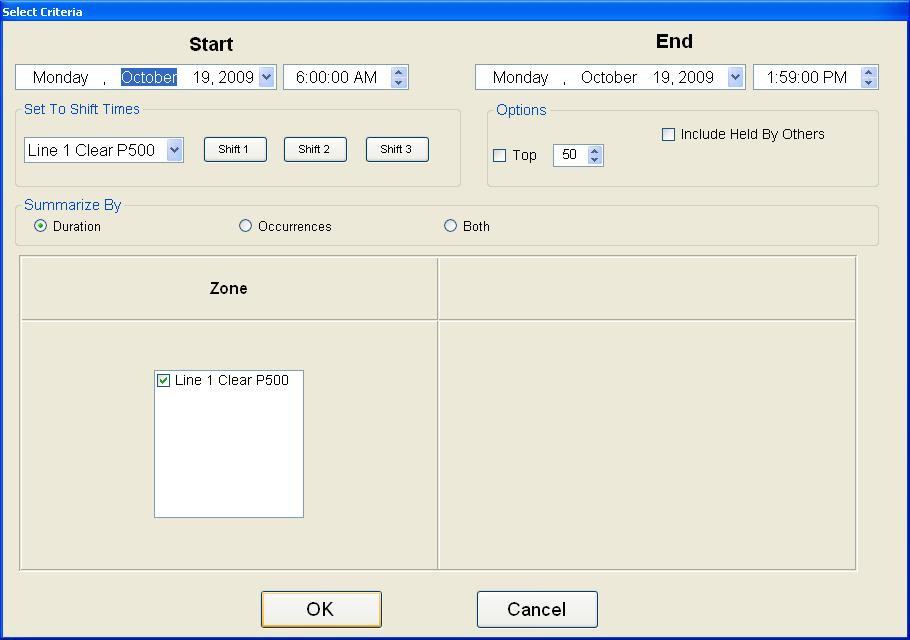 Select Criteria
Start
End
Monday , October 19, 2009
6:00:00 AM
Monday , October 19, 2009
1:59:00 PM
Set To Shift Times
Line 1 Clear P500
Shift 1
Shift 2
Shift 3
Options
Include Held By Others
Top
50
Summarize By
Duration
Occurrences
Both
Zone
Line 1 Clear P500
OK
Cancel